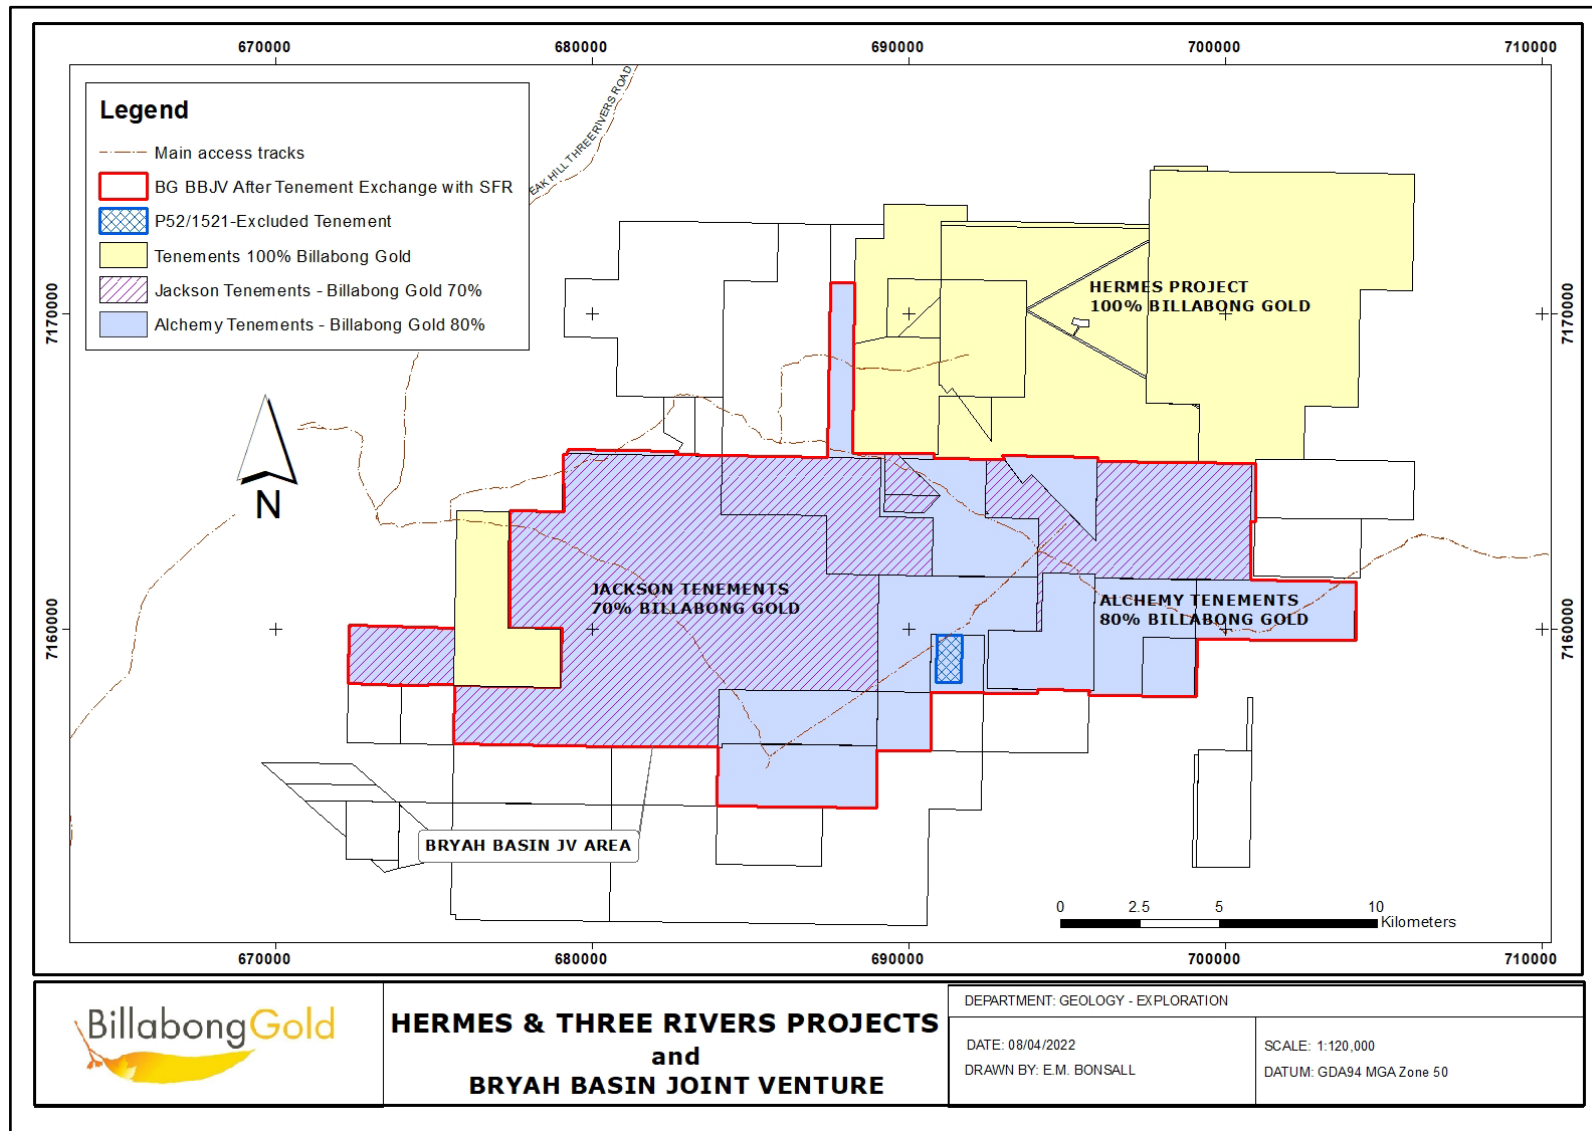 670000 680000 690000 700000 710000
Legend
Main access tracks
BG BBJV After Tenement Exchange with SFR
P52/1521-Excluded Tenement
Tenements 100% Billabong Gold
Jackson Tenements - Billabong Gold 70%
Alchemy Tenements - Billabong Gold 80%
EAK HILL THREE RIVERS ROAD
7170000
7170000
HERMES PROJECT
100% BILLABONG GOLD
N
JACKSON TENEMENTS
70% BILLABONG GOLD
ALCHEMY TENEMENTS
80% BILLABONG GOLD
7160000
7160000
BRYAH BASIN JV AREA
0 2.5 5 10
Kilometers
670000 680000 690000 700000 710000
BillabongGold
HERMES & THREE RIVERS PROJECTS
and
BRYAH BASIN JOINT VENTURE
DEPARTMENT: GEOLOGY - EXPLORATION
DATE: 08/04/2022
DRAWN BY: E.M. BONSALL
SCALE: 1:120,000
DATUM: GDA94 MGA Zone 50